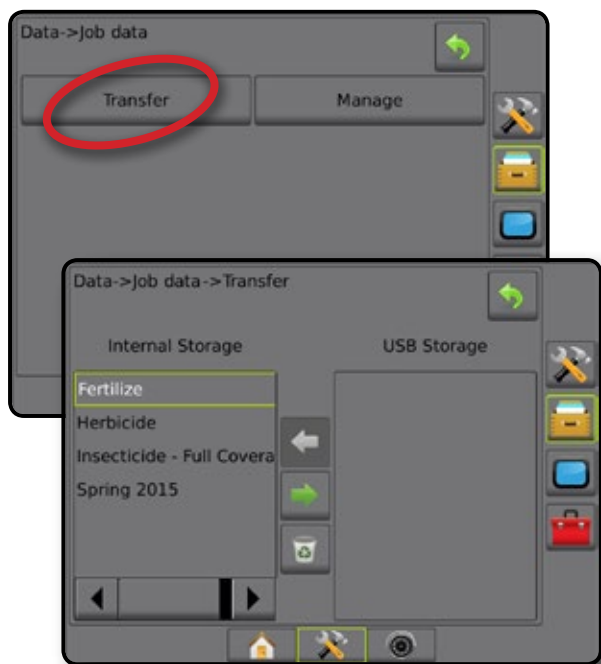 Data->Job data
Transfer
Manage
Data->Job data->Transfer
Internal Storage
USB Storage
Fertilize
Herbicide
Insecticide - Full Covera
Spring 2015